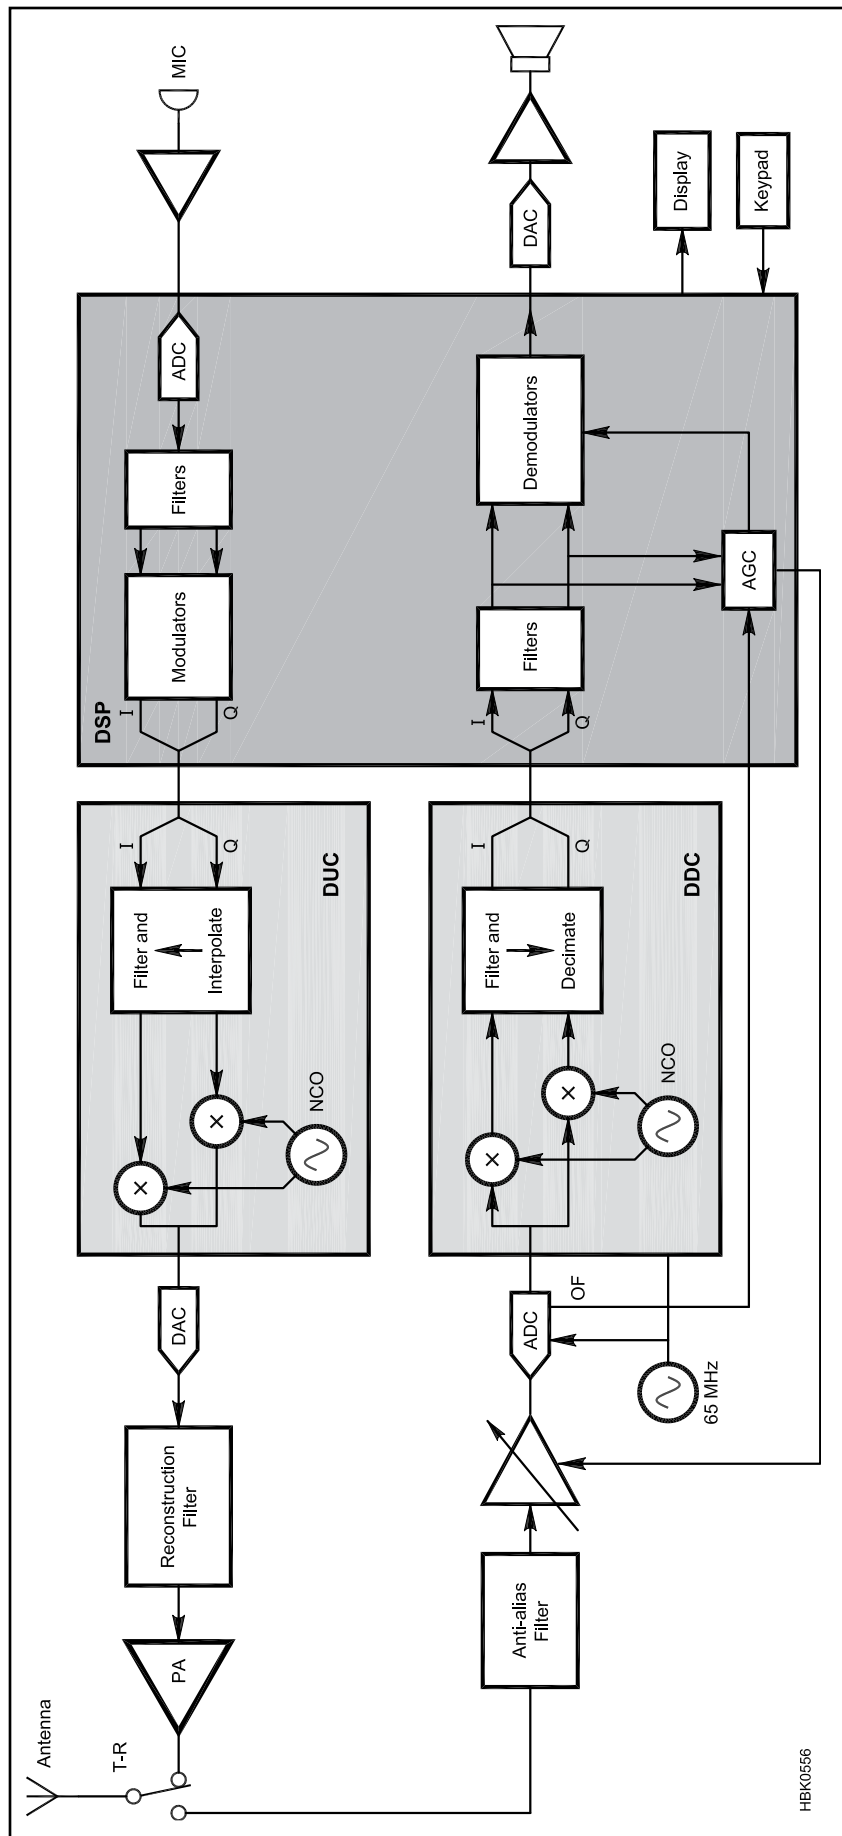 Antenna
T-R
PA
Reconstruction
Filter
DAC
NCO
Filter and
Interpolate
I
Q
DUC
DSP
I
Q
Modulators
Filters
ADC
MIC
Anti-alias
Filter
ADC
OF
65 MHz
NCO
Filter and
Decimate
I
Q
DDC
I
Q
Filters
Demodulators
AGC
DAC
Display
Keypad
HBK0556
×
×
×
×